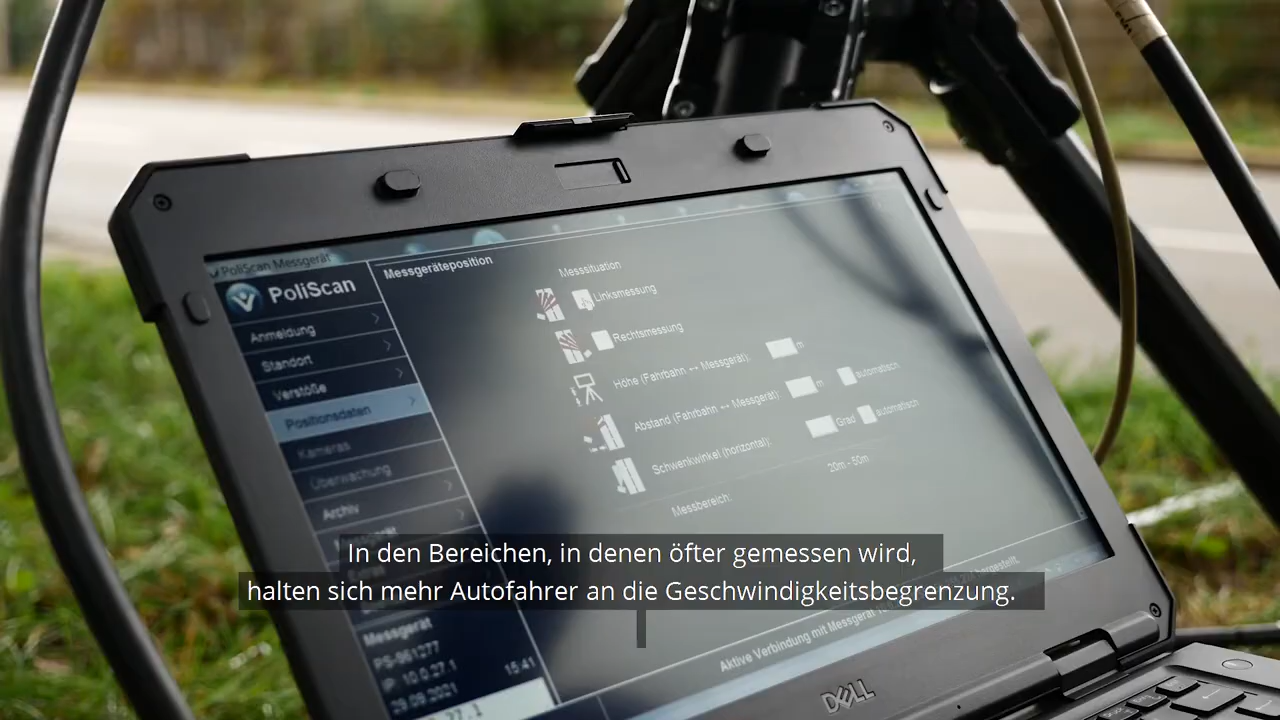 PoliScan Messgerät
PoliScan
Anmeldung
Standort
Verstöße
Positionsdaten
Kameras
Überwachung
Archiv
Messgeräteposition
Messsituation
Linksmessung
Rechtsmessung
Höhe (Fahrbahn ↔ Messgerät): m
Abstand (Fahrbahn ↔ Messgerät): m automatisch
Schwenkwinkel (horizontal): Grad automatisch
Messbereich: 20m - 50m
In den Bereichen, in denen öfter gemessen wird,
halten sich mehr Autofahrer an die Geschwindigkeitsbegrenzung.
Messgerät
PS-961277
IP: 10.0.27.1
29.09.2021 15:41
Aktive Verbindung mit Messgerät hergestellt.
DELL